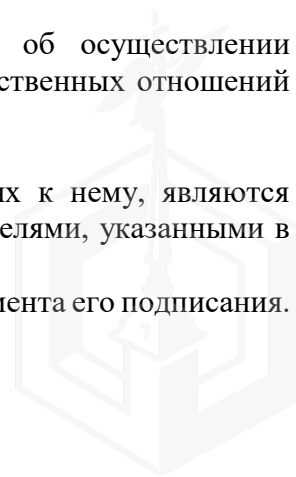 об осуществлении
ственных отношений
их к нему, являются
елями, указанными в
мента его подписания.